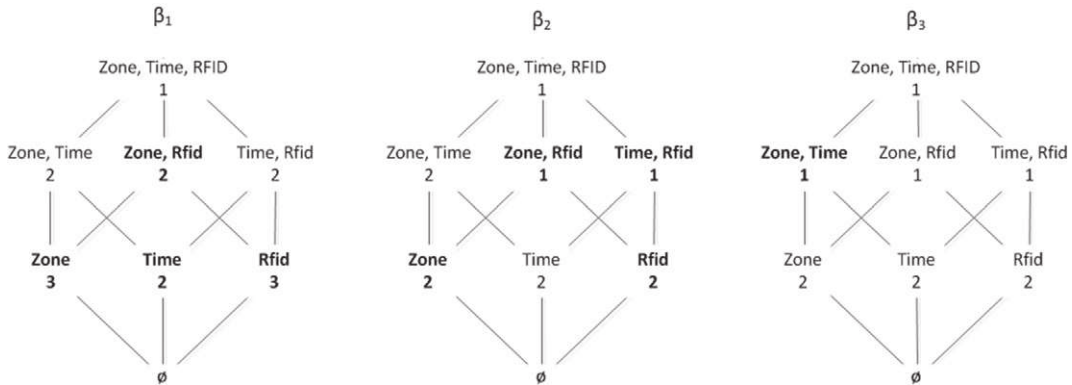 β1 β2 β3
Zone, Time, RFID Zone, Time, RFID Zone, Time, RFID
1 1 1
Zone, Time Zone, Rfid Time, Rfid Zone, Time Zone, Rfid Time, Rfid Zone, Time Zone, Rfid Time, Rfid
2 2 2 2 1 1 1 1 1
Zone Time Rfid Zone Time Rfid Zone Time Rfid
3 2 3 2 2 2 2 2 2
ø ø ø